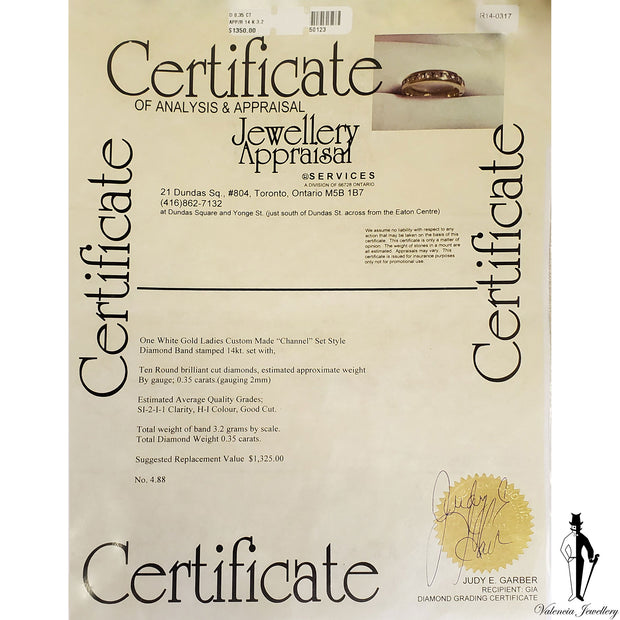 D 0.35 CT
APP/R 14 K 3.2
$1350.00
50123
R14-0317
Certificate
OF ANALYSIS & APPRAISAL
Jewellery
Appraisal
SERVICES
A DIVISION OF 66728 ONTARIO
21 Dundas Sq., #804, Toronto, Ontario M5B 1B7
(416)862-7132
at Dundas Square and Yonge St. (just south of Dundas St. across from the Eaton Centre)
We assume no liability with respect to any
action that may be taken on the basis of this
certificate. This certificate is only a matter of
opinion. The weight of stones in a mount are
all estimated. Appraisals may vary. This
certificate is issued for insurance purposes
only not for promotional use.
Certificate
Certificate
One White Gold Ladies Custom Made "Channel" Set Style
Diamond Band stamped 14kt. set with,
Ten Round brilliant cut diamonds, estimated approximate weight
By gauge; 0.35 carats.(gauging 2mm)
Estimated Average Quality Grades;
SI-2-I-1 Clarity, H-I Colour, Good Cut.
Total weight of band 3.2 grams by scale.
Total Diamond Weight 0.35 carats.
Suggested Replacement Value $1,325.00
No. 4.88
JUDY E. GARBER
RECIPIENT: GIA
DIAMOND GRADING CERTIFICATE
Certificate
Valencia Jewellery